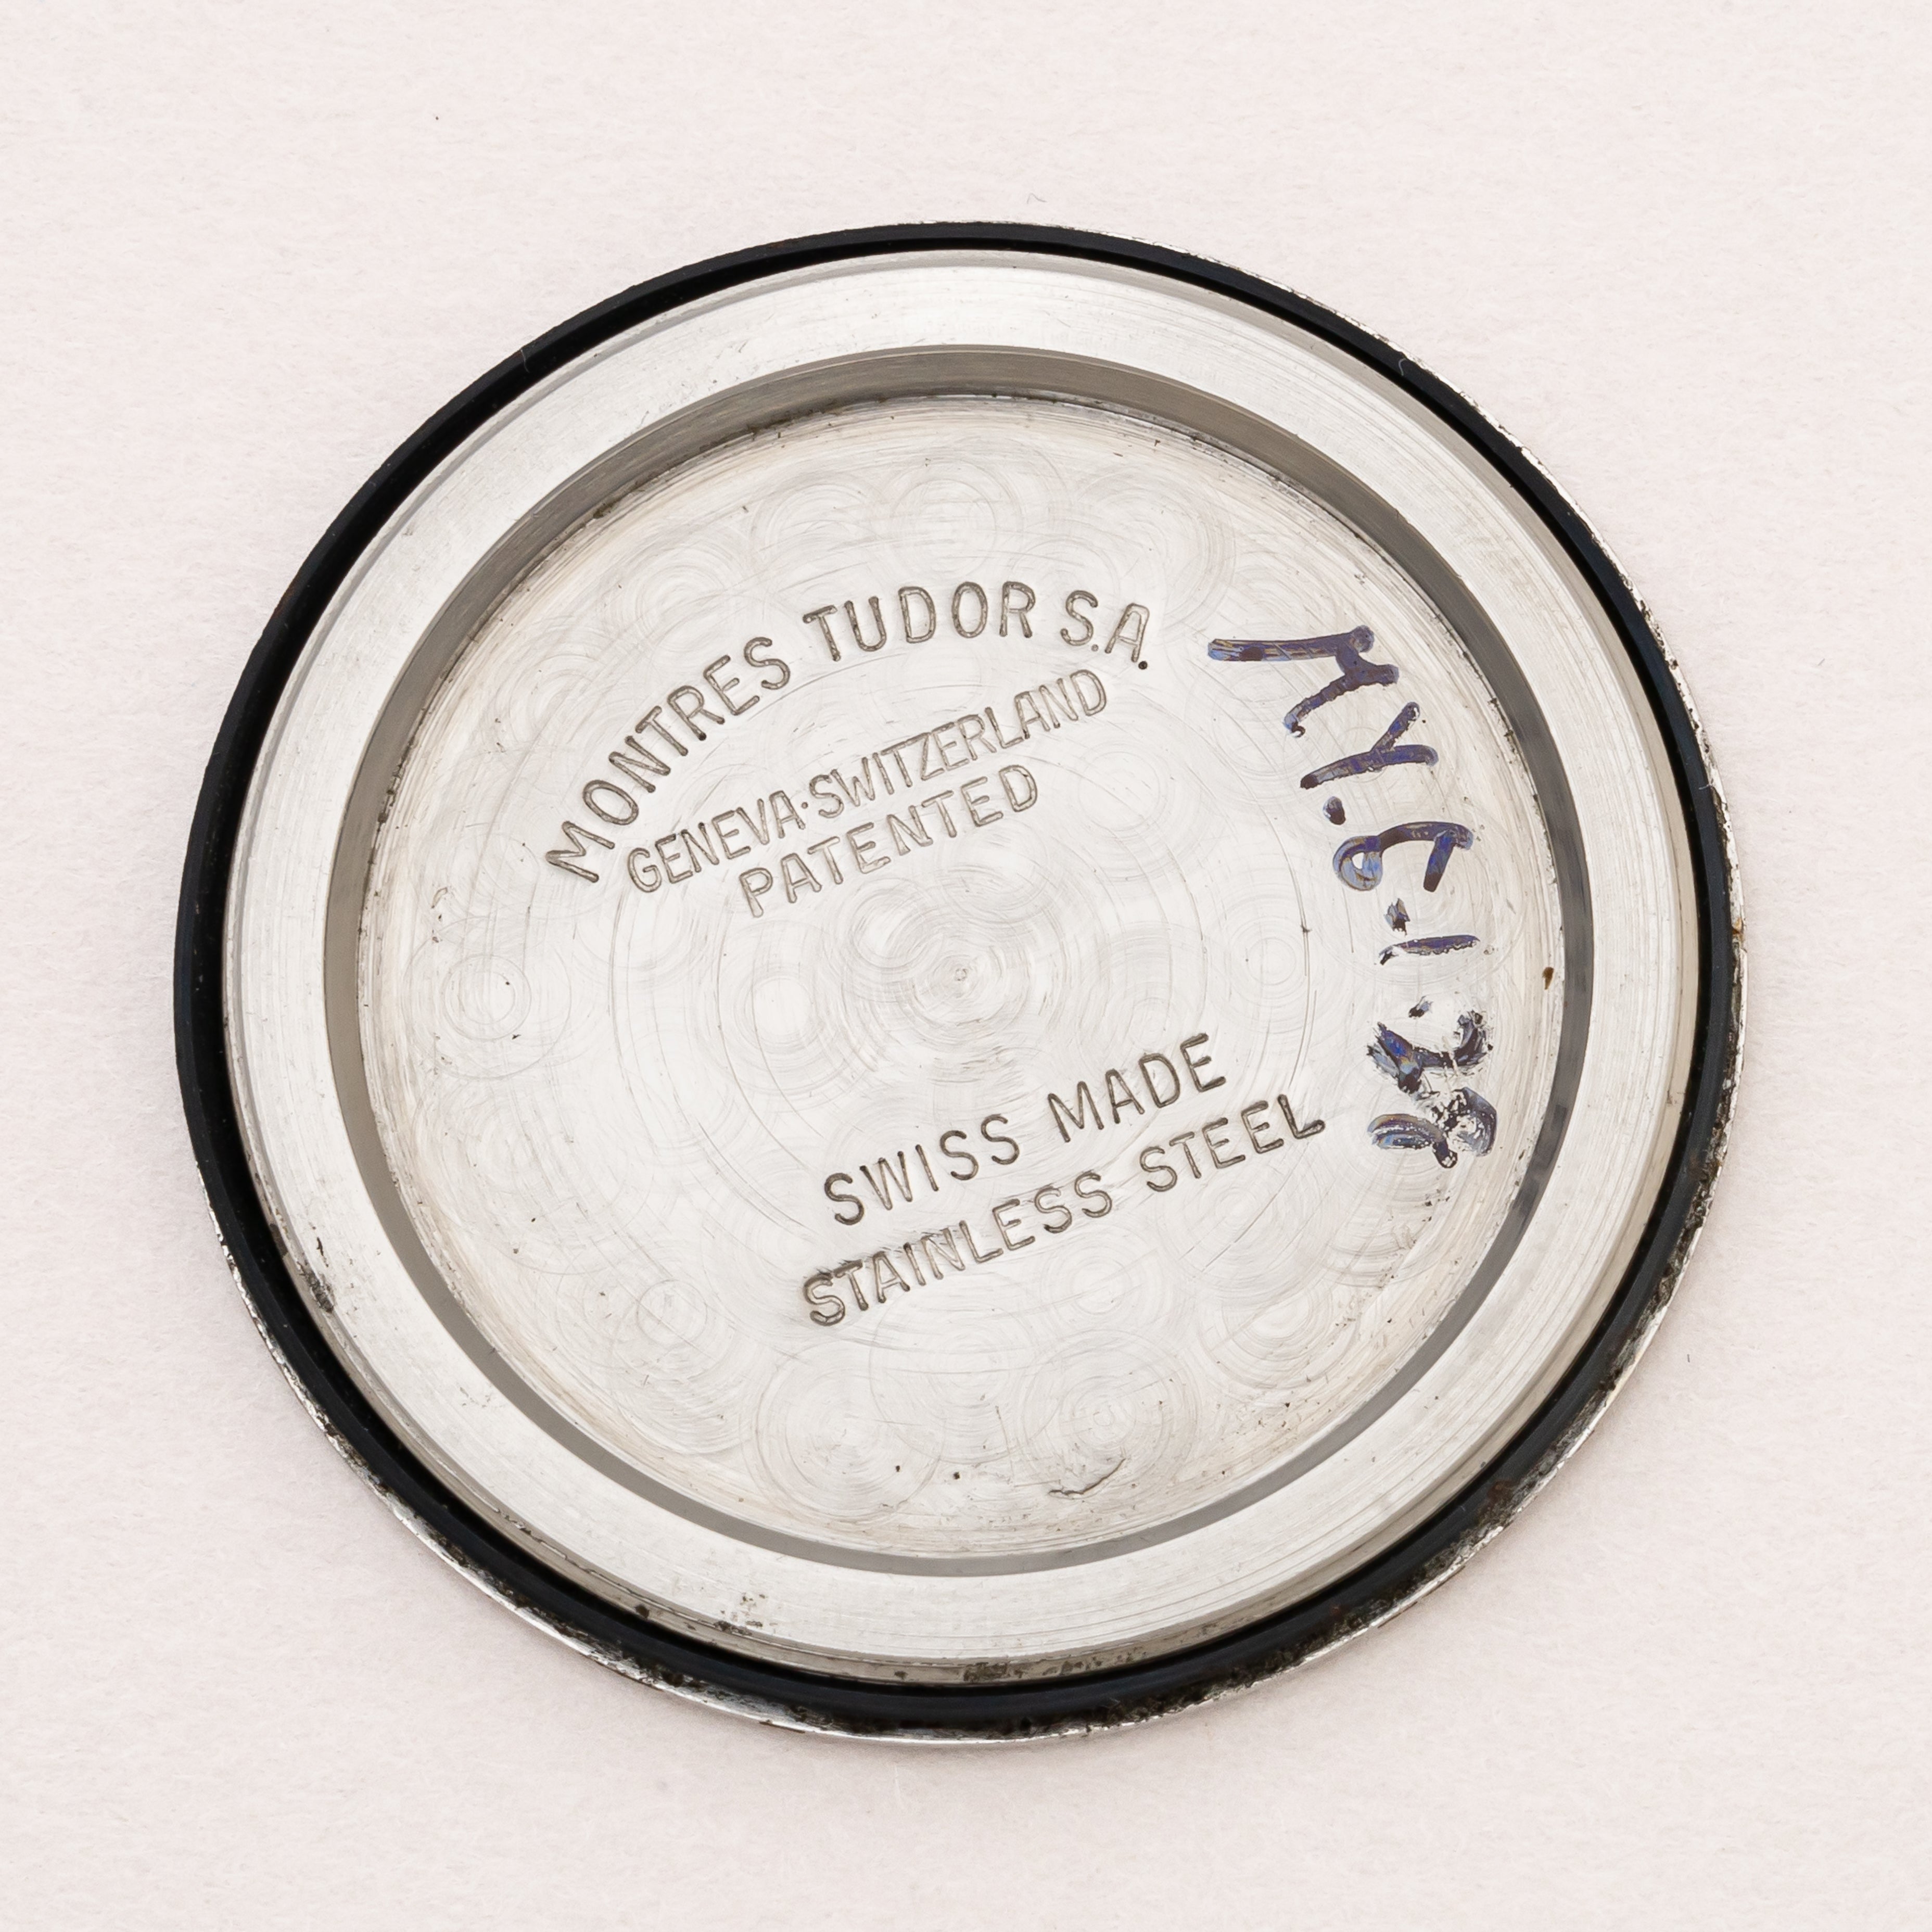 MONTRES TUDOR S.A.
GENEVA·SWITZERLAND
PATENTED
SWISS MADE
STAINLESS STEEL